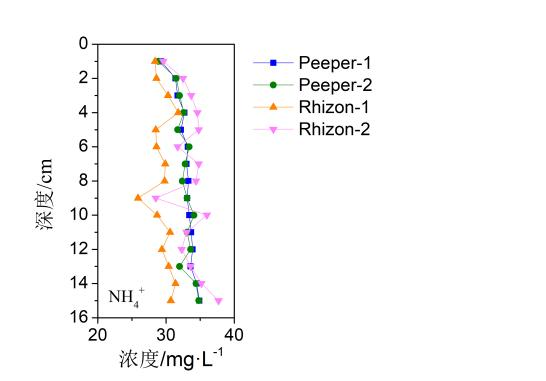 0
2
4
6
8
10
12
14
16
20
30
40
深度/cm
浓度/mg·L⁻¹
NH₄⁺
Peeper-1
Peeper-2
Rhizon-1
Rhizon-2